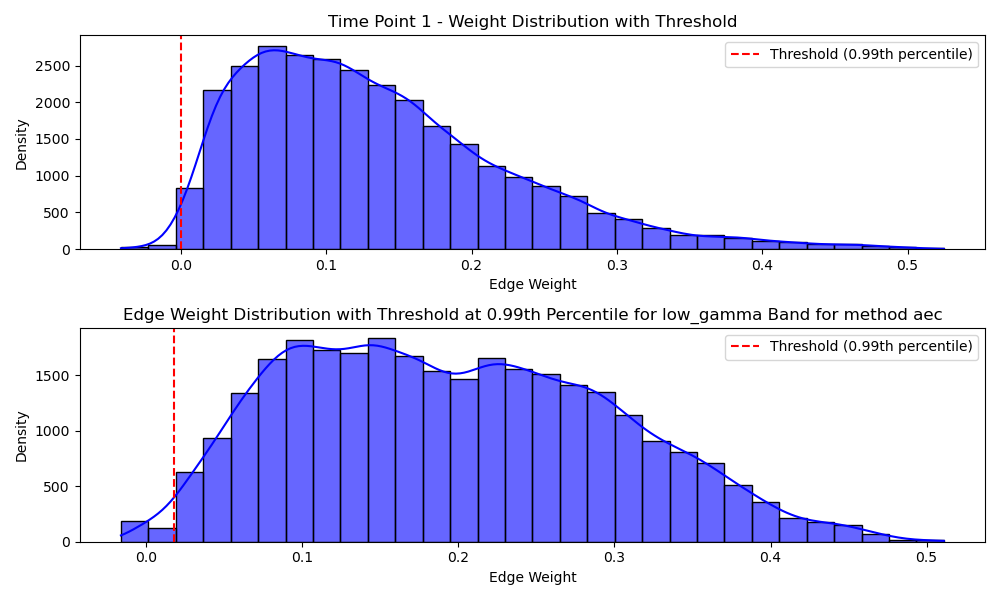 Time Point 1 - Weight Distribution with Threshold
Threshold (0.99th percentile)
Density
2500
2000
1500
1000
500
0
0.0 0.1 0.2 0.3 0.4 0.5
Edge Weight
Edge Weight Distribution with Threshold at 0.99th Percentile for low_gamma Band for method aec
Threshold (0.99th percentile)
Density
1500
1000
500
0
0.0 0.1 0.2 0.3 0.4 0.5
Edge Weight